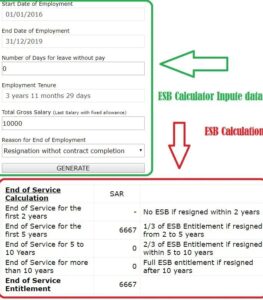 Start Date of Employment
01/01/2016
End Date of Employment
31/12/2019
Number of Days for leave without pay
0
Employment Tenure
3 years 11 months 29 days
Total Gross Salary (Last Salary with fixed allowance)
10000
Reason for End of Employment
Resignation withot contract completion
GENERATE
ESB Calculator Inpute data
ESB Calculation
End of Service Calculation SAR
End of Service for the first 2 years - No ESB if resigned within 2 years
End of Service for the first 5 years 6667 1/3 of ESB Entitlement if resigned from 2 to 5 years
End of Service for 5 to 10 Years 0 2/3 of ESB Entitlement if resigned within 5 to 10 years
End of Service for more than 10 years 0 Full ESB entitlement if resigned after 10 years
End of Service Entitlement 6667